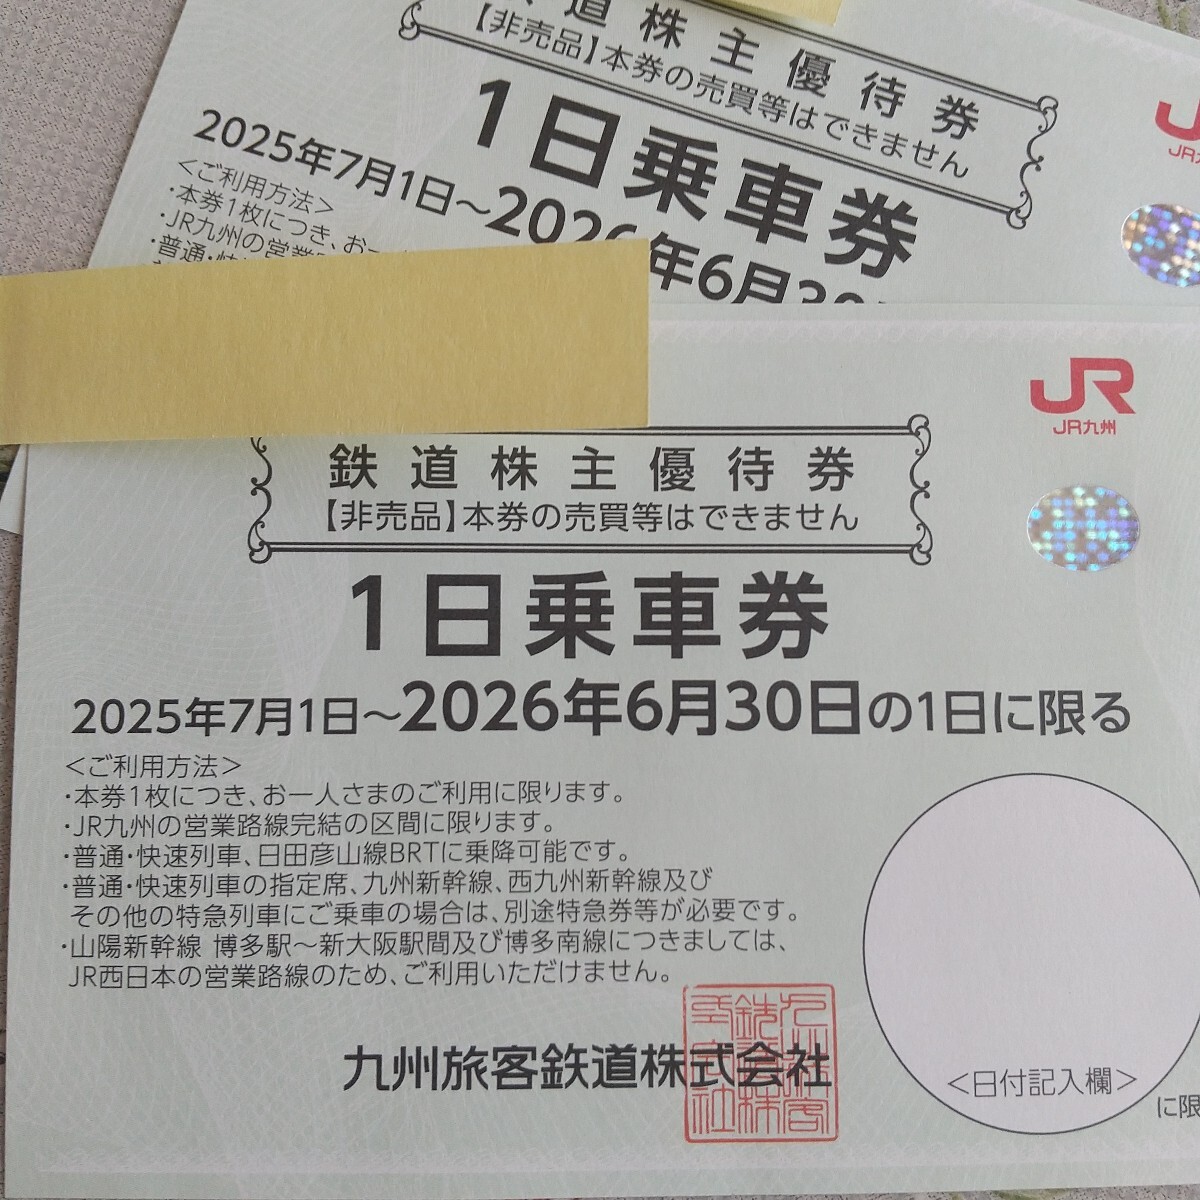 鉄道株主優待券
【非売品】本券の売買等はできません
1日乗車券
2025年7月1日～2026年6月30
＜ご利用方法＞
・本券1枚につき、お一
・JR九州の営業
・普通・快
JR
鉄道株主優待券
【非売品】本券の売買等はできません
1日乗車券
2025年7月1日～2026年6月30日の1日に限る
＜ご利用方法＞
・本券1枚につき、お一人さまのご利用に限ります。
・JR九州の営業路線完結の区間に限ります。
・普通・快速列車、日田彦山線BRTに乗降可能です。
・普通・快速列車の指定席、九州新幹線、西九州新幹線及び
その他の特急列車にご乗車の場合は、別途特急券等が必要です。
・山陽新幹線 博多駅～新大阪駅間及び博多南線につきましては、
JR西日本の営業路線のため、ご利用いただけません。
九州旅客鉄道株式会社
JR
JR九州
＜日付記入欄＞
に限